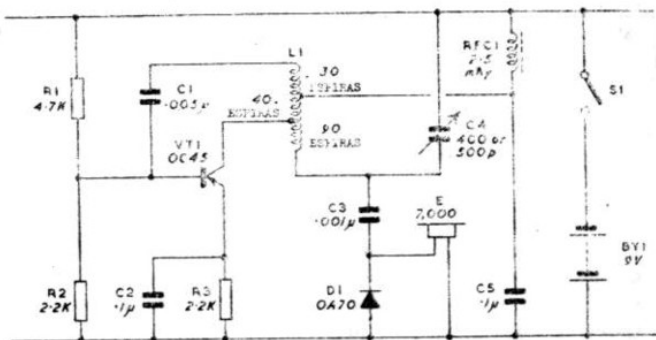 R1
4.7K
C1
.005µ
L1
30
ESPIRAS
40.
ESPIRAS
90
ESPIRAS
VT1
OC45
RFC1
2.5
mhy
S1
C4
400 or
500p
C3
.001µ
E
7,000
BY1
9V
R2
2.2K
C2
.1µ
R3
2.2K
D1
OA70
C5
.1µ